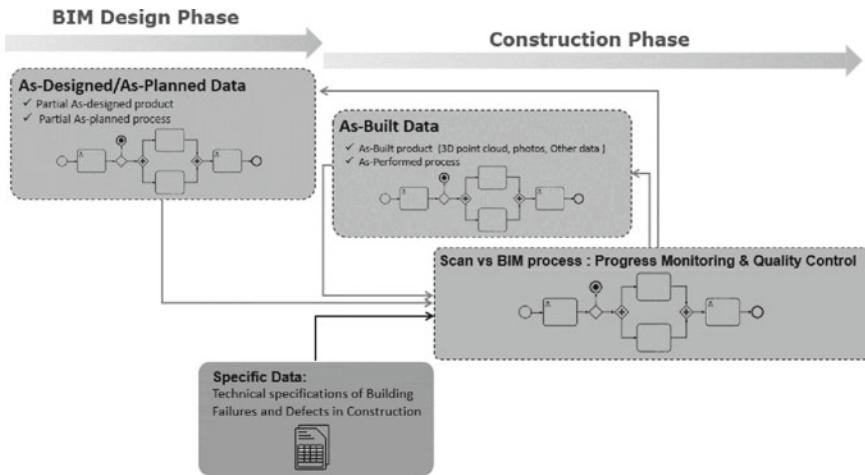 BIM Design Phase
Construction Phase
As-Designed/As-Planned Data
✓ Partial As-designed product
✓ Partial As-planned process
As-Built Data
✓ As-Built product (3D point cloud, photos, Other data )
✓ As-Performed process
Scan vs BIM process : Progress Monitoring & Quality Control
Specific Data:
Technical specifications of Building
Failures and Defects in Construction